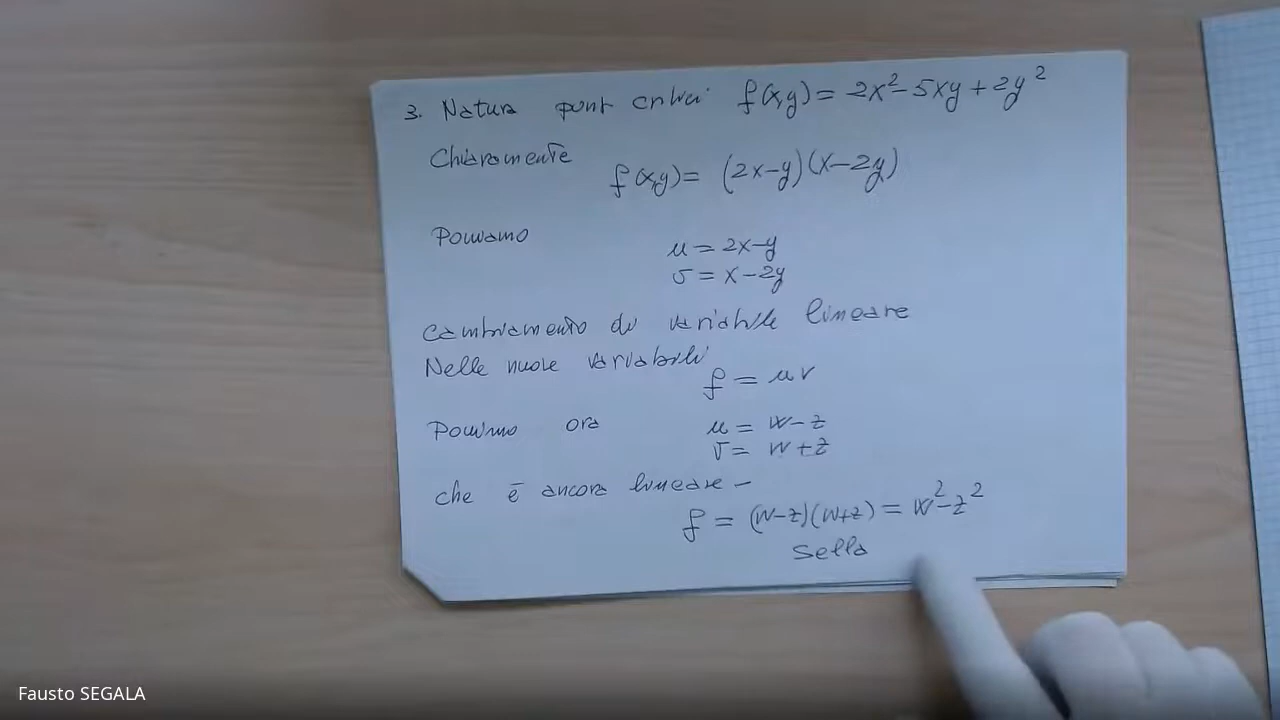 3. Natura punti critici f(x,y) = 2x² - 5xy + 2y²
Chiaramente
f(x,y) = (2x-y)(x-2y)
Poniamo
u = 2x-y
v = x-2y
cambiamento di variabile lineare
Nelle nuove variabili
f = uv
Poniamo ora
u = w-z
v = w+z
che è ancora lineare -
f = (w-z)(w+z) = w² - z²
Sella
Fausto SEGALA